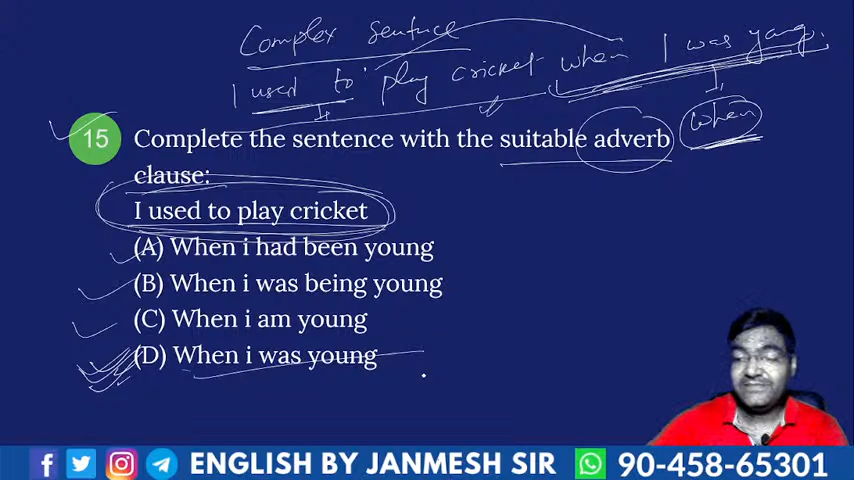 Complex sentence
I used to play cricket when I was young.
when
15 Complete the sentence with the suitable adverb
clause:
I used to play cricket
(A) When i had been young
(B) When i was being young
(C) When i am young
(D) When i was young
ENGLISH BY JANMESH SIR 90-458-65301